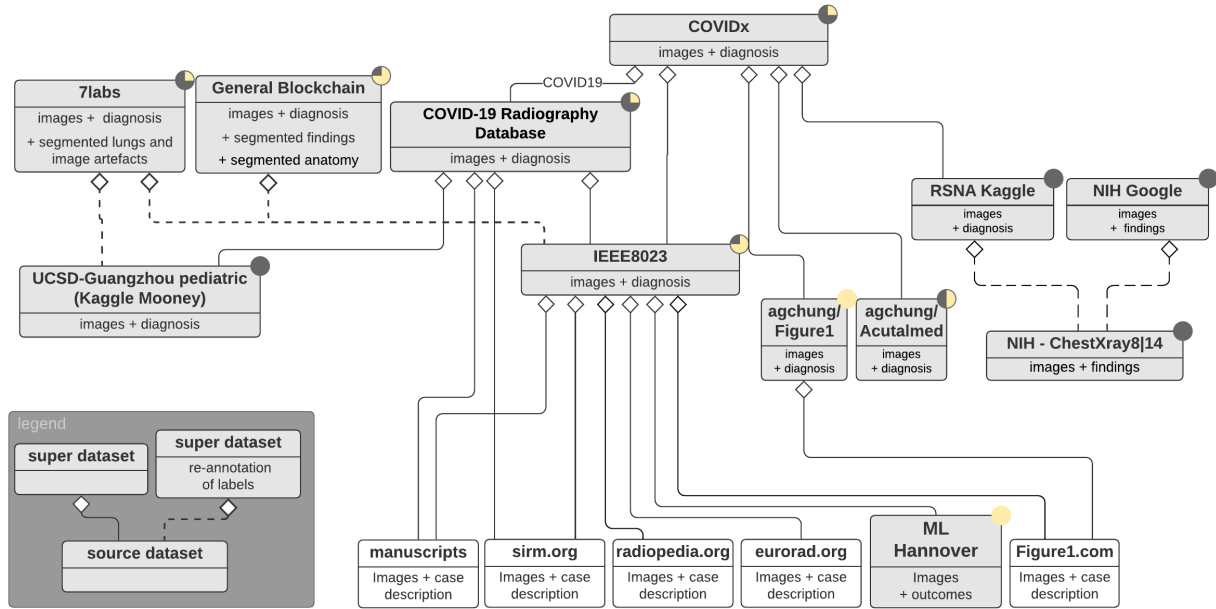 COVIDx
images + diagnosis
7labs
images +  diagnosis
+ segmented lungs and
image artefacts
General Blockchain
images + diagnosis
+ segmented findings
+ segmented anatomy
COVID19
COVID-19 Radiography
Database
images + diagnosis
RSNA Kaggle
images
+ diagnosis
NIH Google
images
+  findings
UCSD-Guangzhou pediatric
(Kaggle Mooney)
images + diagnosis
IEEE8023
images + diagnosis
agchung/
Figure1
images
+ diagnosis
agchung/
Acutalmed
images
+ diagnosis
NIH - ChestXray8|14
images + findings
legend
super dataset
super dataset
re-annotation
of labels
source dataset
manuscripts
Images + case
description
sirm.org
Images + case
description
radiopedia.org
Images + case
description
eurorad.org
Images + case
description
ML
Hannover
Images
+ outcomes
Figure1.com
Images + case
description